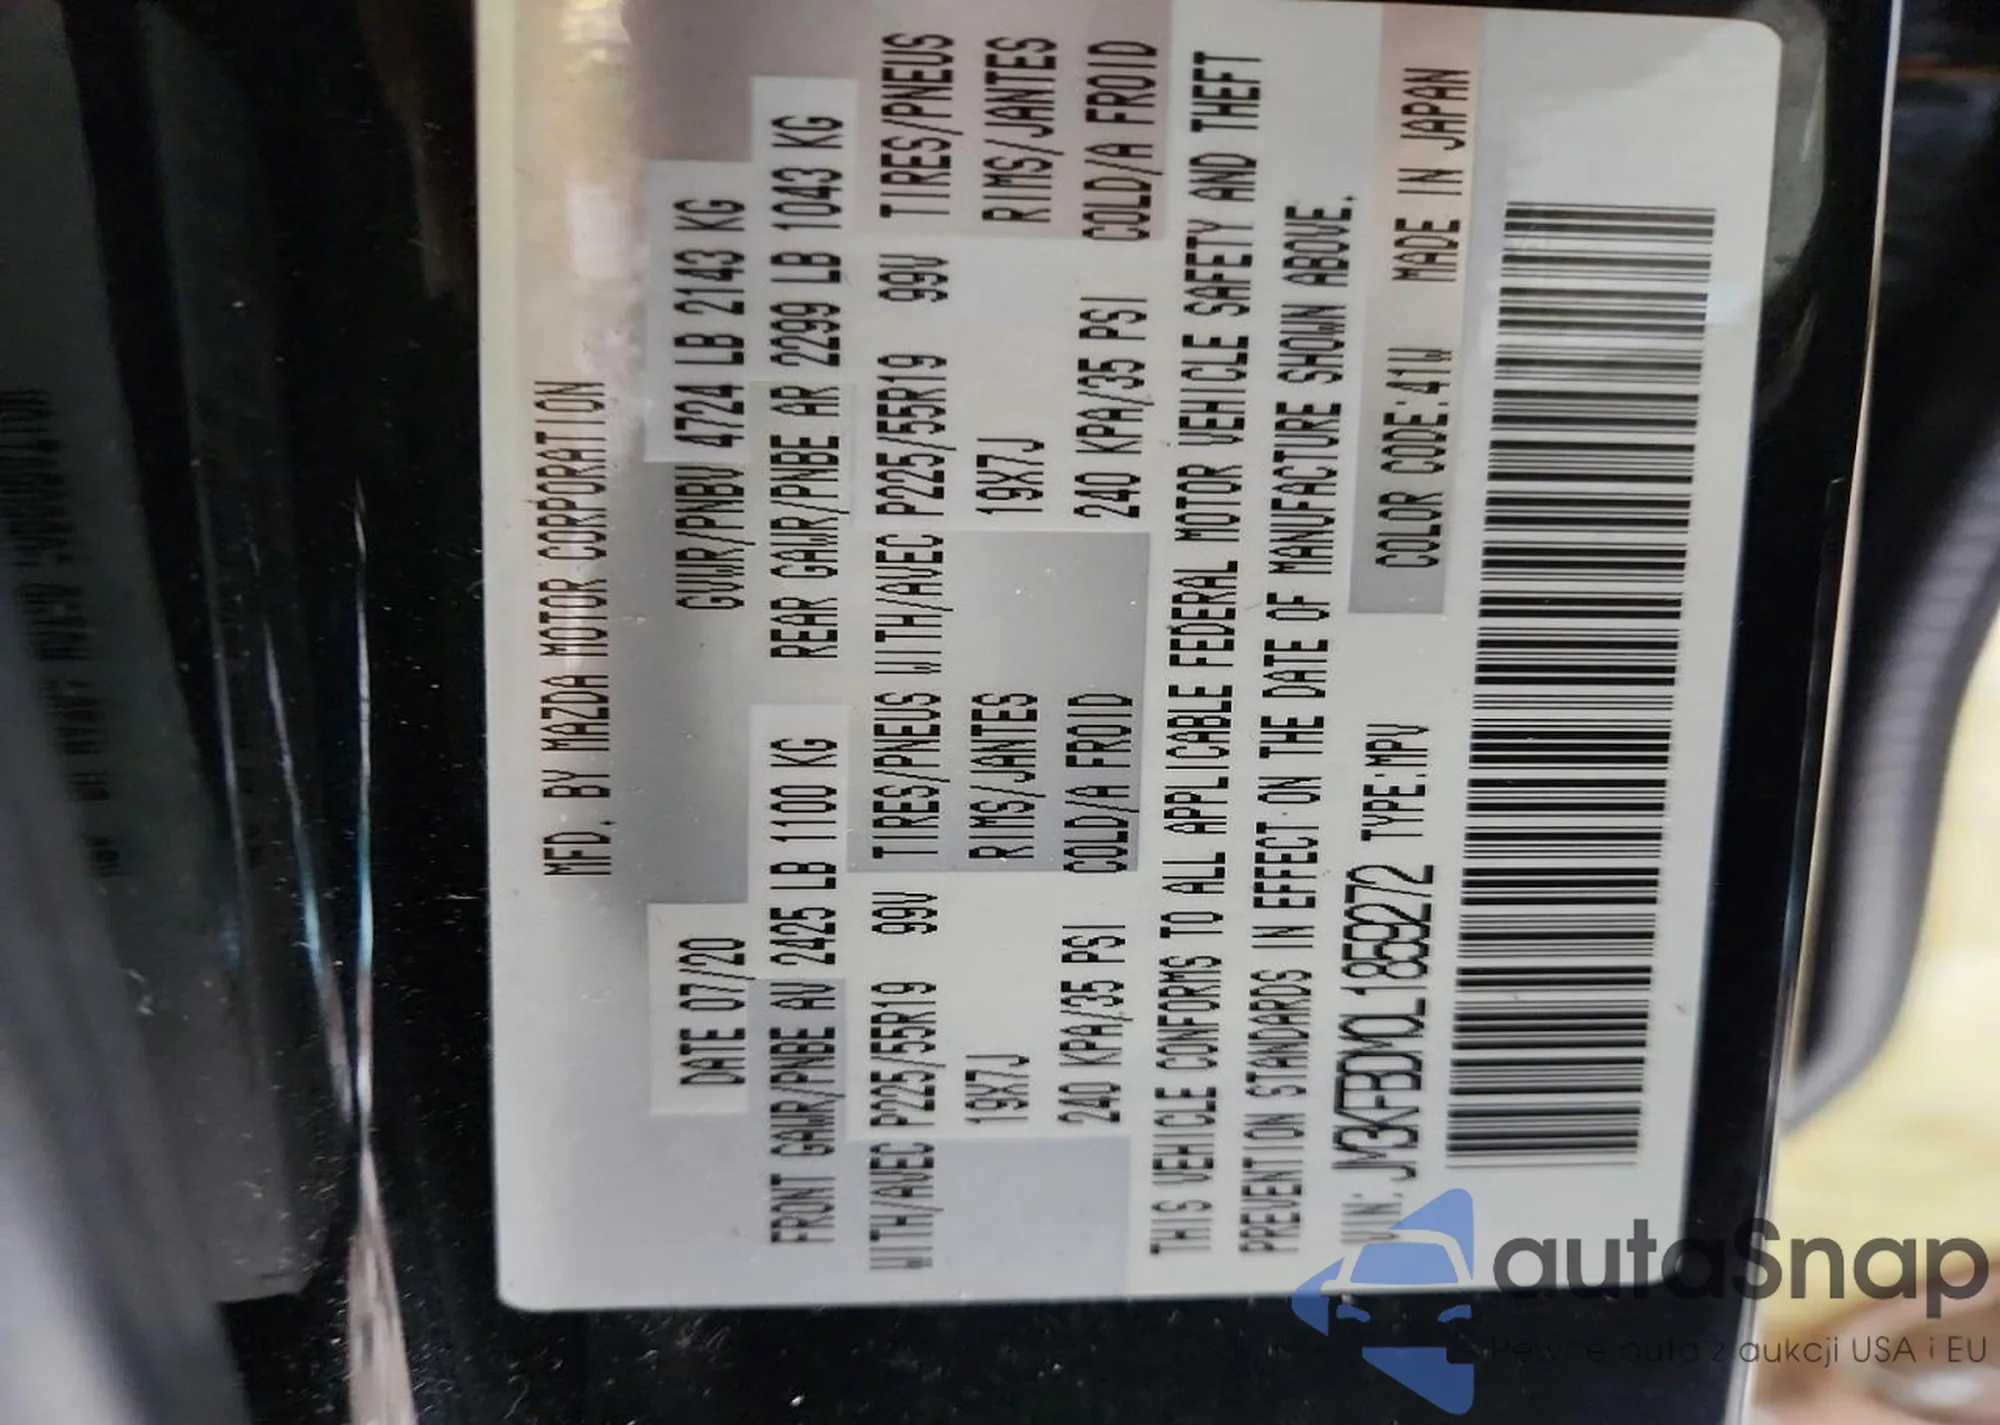 MFD. BY MAZDA MOTOR CORPORATION
DATE 07/20 GVWR/PNBV 4724 LB 2143 KG
FRONT GAWR/PNBE AV 2425 LB 1100 KG REAR GAWR/PNBE AR 2299 LB 1043 KG
WITH/AVEC P225/55R19 99V TIRES/PNEUS WITH/AVEC P225/55R19 99V TIRES/PNEUS
19X7J RIMS/JANTES 19X7J RIMS/JANTES
240 KPA/35 PSI COLD/A FROID 240 KPA/35 PSI COLD/A FROID
THIS VEHICLE CONFORMS TO ALL APPLICABLE FEDERAL MOTOR VEHICLE SAFETY AND THEFT
PREVENTION STANDARDS IN EFFECT ON THE DATE OF MANUFACTURE SHOWN ABOVE.
VIN: JM3KFBDM0L1859272 TYPE:MPV COLOR CODE:41W MADE IN JAPAN
autaSnap
Pewne auta z aukcji USA i EU